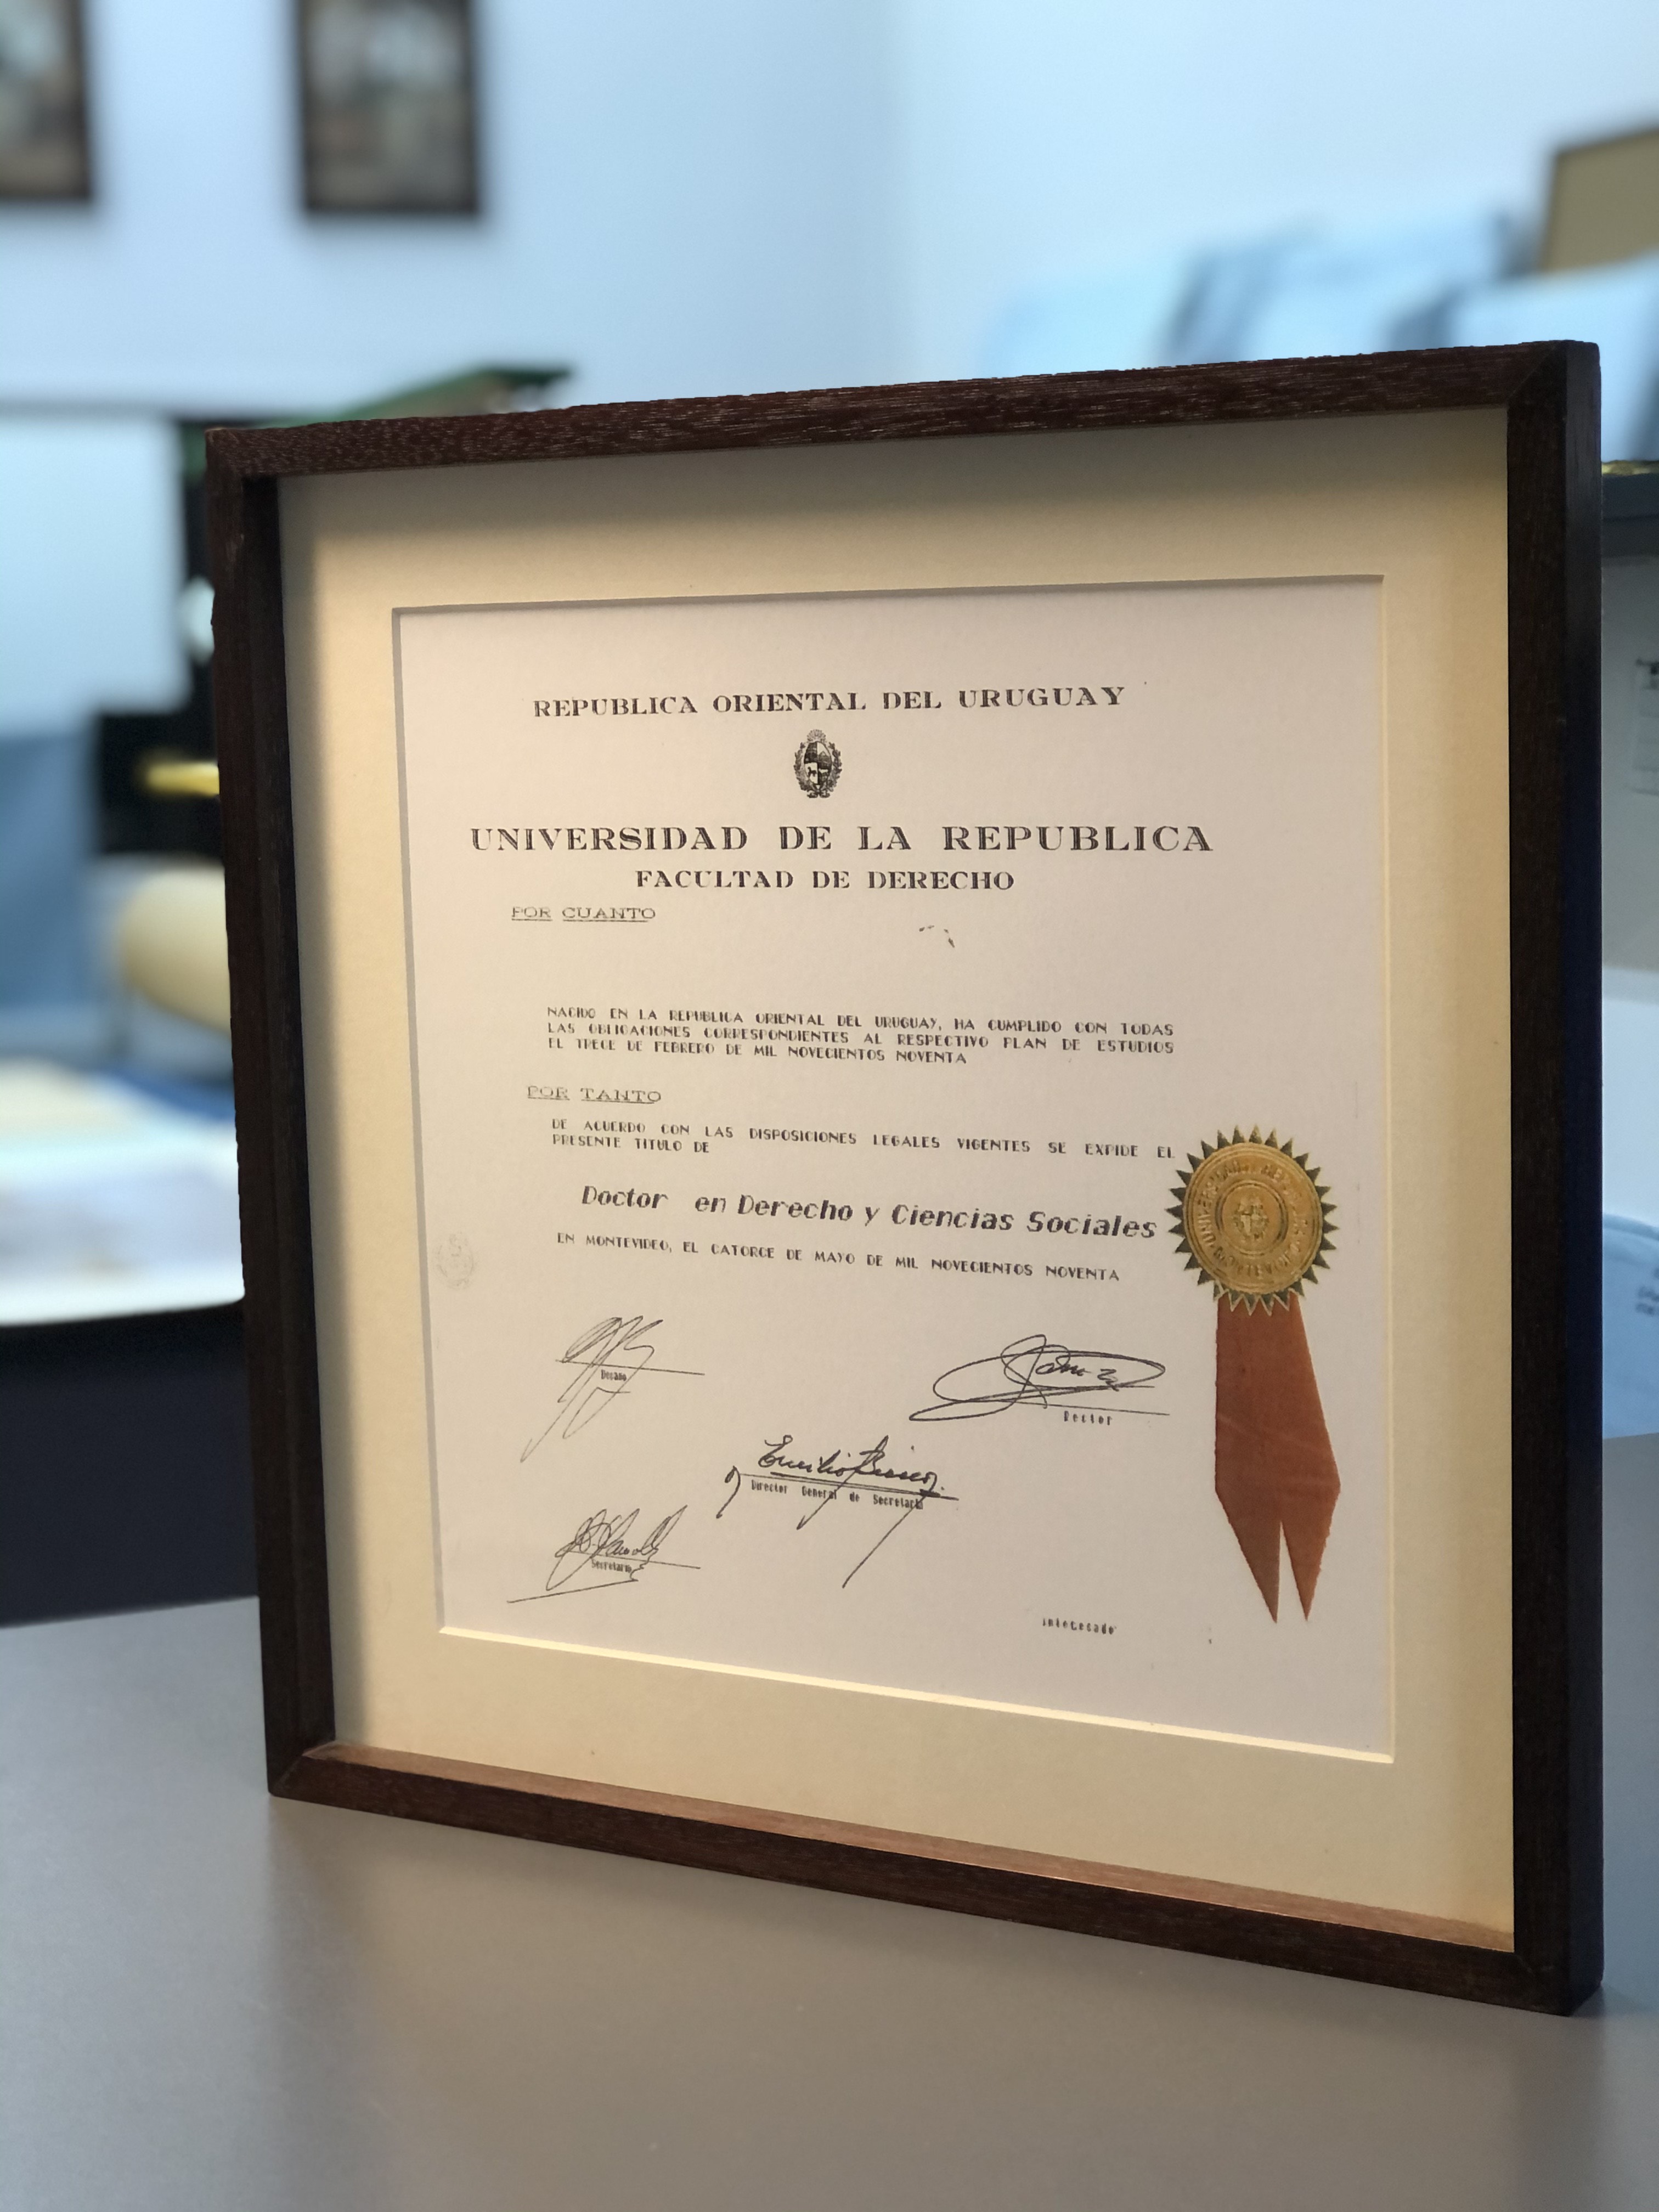 REPUBLICA ORIENTAL DEL URUGUAY
UNIVERSIDAD DE LA REPUBLICA
FACULTAD DE DERECHO
POR CUANTO
NACIDO EN LA REPUBLICA ORIENTAL DEL URUGUAY, HA CUMPLIDO CON TODAS
LAS OBLIGACIONES CORRESPONDIENTES AL RESPECTIVO PLAN DE ESTUDIOS
EL TRECE DE FEBRERO DE MIL NOVECIENTOS NOVENTA
POR TANTO
DE ACUERDO CON LAS DISPOSICIONES LEGALES VIGENTES SE EXPIDE EL
PRESENTE TITULO DE
Doctor en Derecho y Ciencias Sociales
EN MONTEVIDEO, EL CATORCE DE MAYO DE MIL NOVECIENTOS NOVENTA
Decano
Rector
Director General de Secretaría
Secretario
interesado